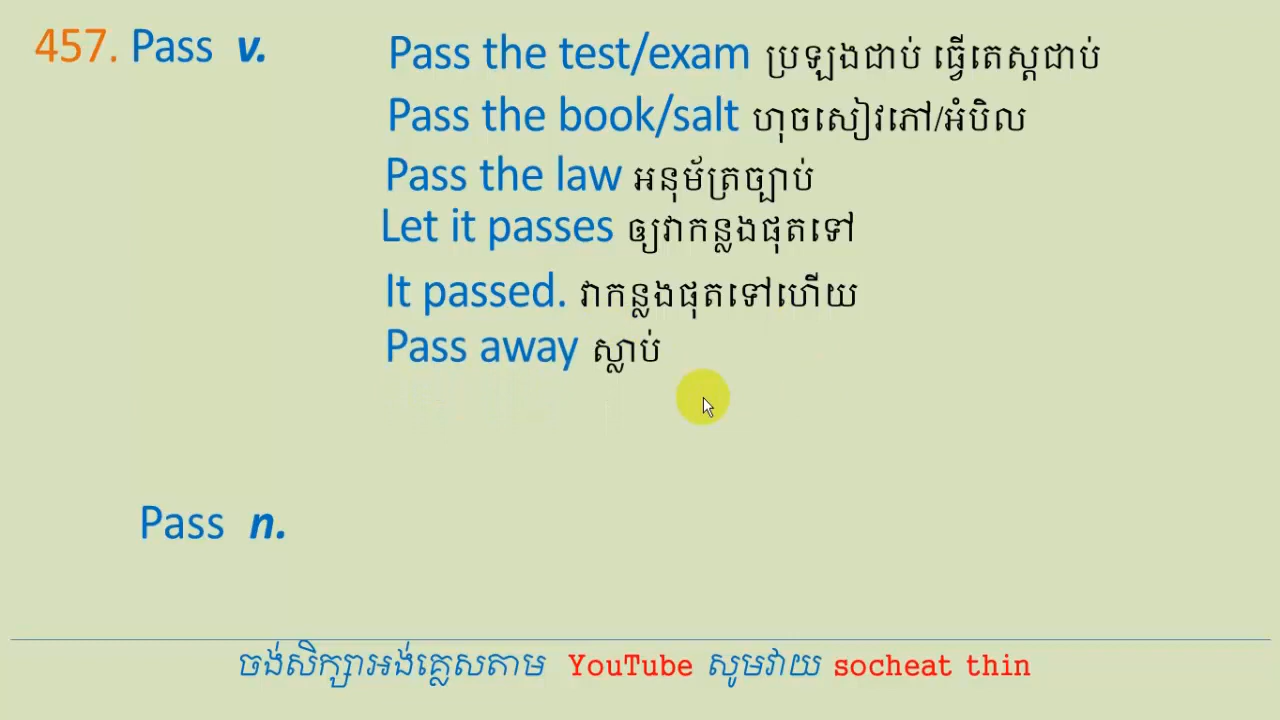 457. Pass v.
Pass the test/exam ប្រឡងជាប់ ធ្វើតេស្តជាប់
Pass the book/salt ហុចសៀវភៅ/អំបិល
Pass the law អនុម័ត្រច្បាប់
Let it passes ឲ្យវាកន្លងផុតទៅ
It passed. វាកន្លងផុតទៅហើយ
Pass away ស្លាប់
Pass n.
ចង់សិក្សាអង់គ្លេសតាម YouTube សូមវាយ socheat thin